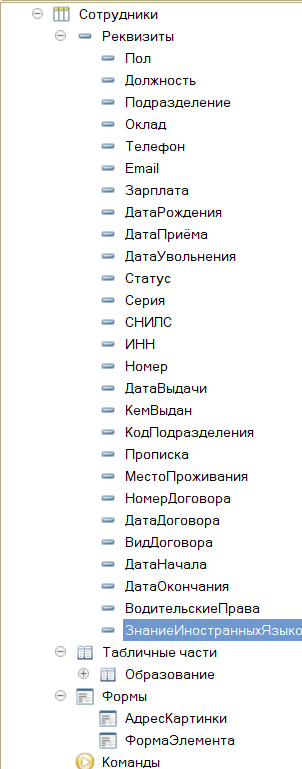 Сотрудники
Реквизиты
Пол
Должность
Подразделение
Оклад
Телефон
Email
Зарплата
ДатаРождения
ДатаПриёма
ДатаУвольнения
Статус
Серия
СНИЛС
ИНН
Номер
ДатаВыдачи
КемВыдан
КодПодразделения
Прописка
МестоПроживания
НомерДоговора
ДатаДоговора
ВидДоговора
ДатаНачала
ДатаОкончания
ВодительскиеПрава
ЗнаниеИностранныхЯзыко
Табличные части
Образование
Формы
АдресКартинки
ФормаЭлемента
Команды